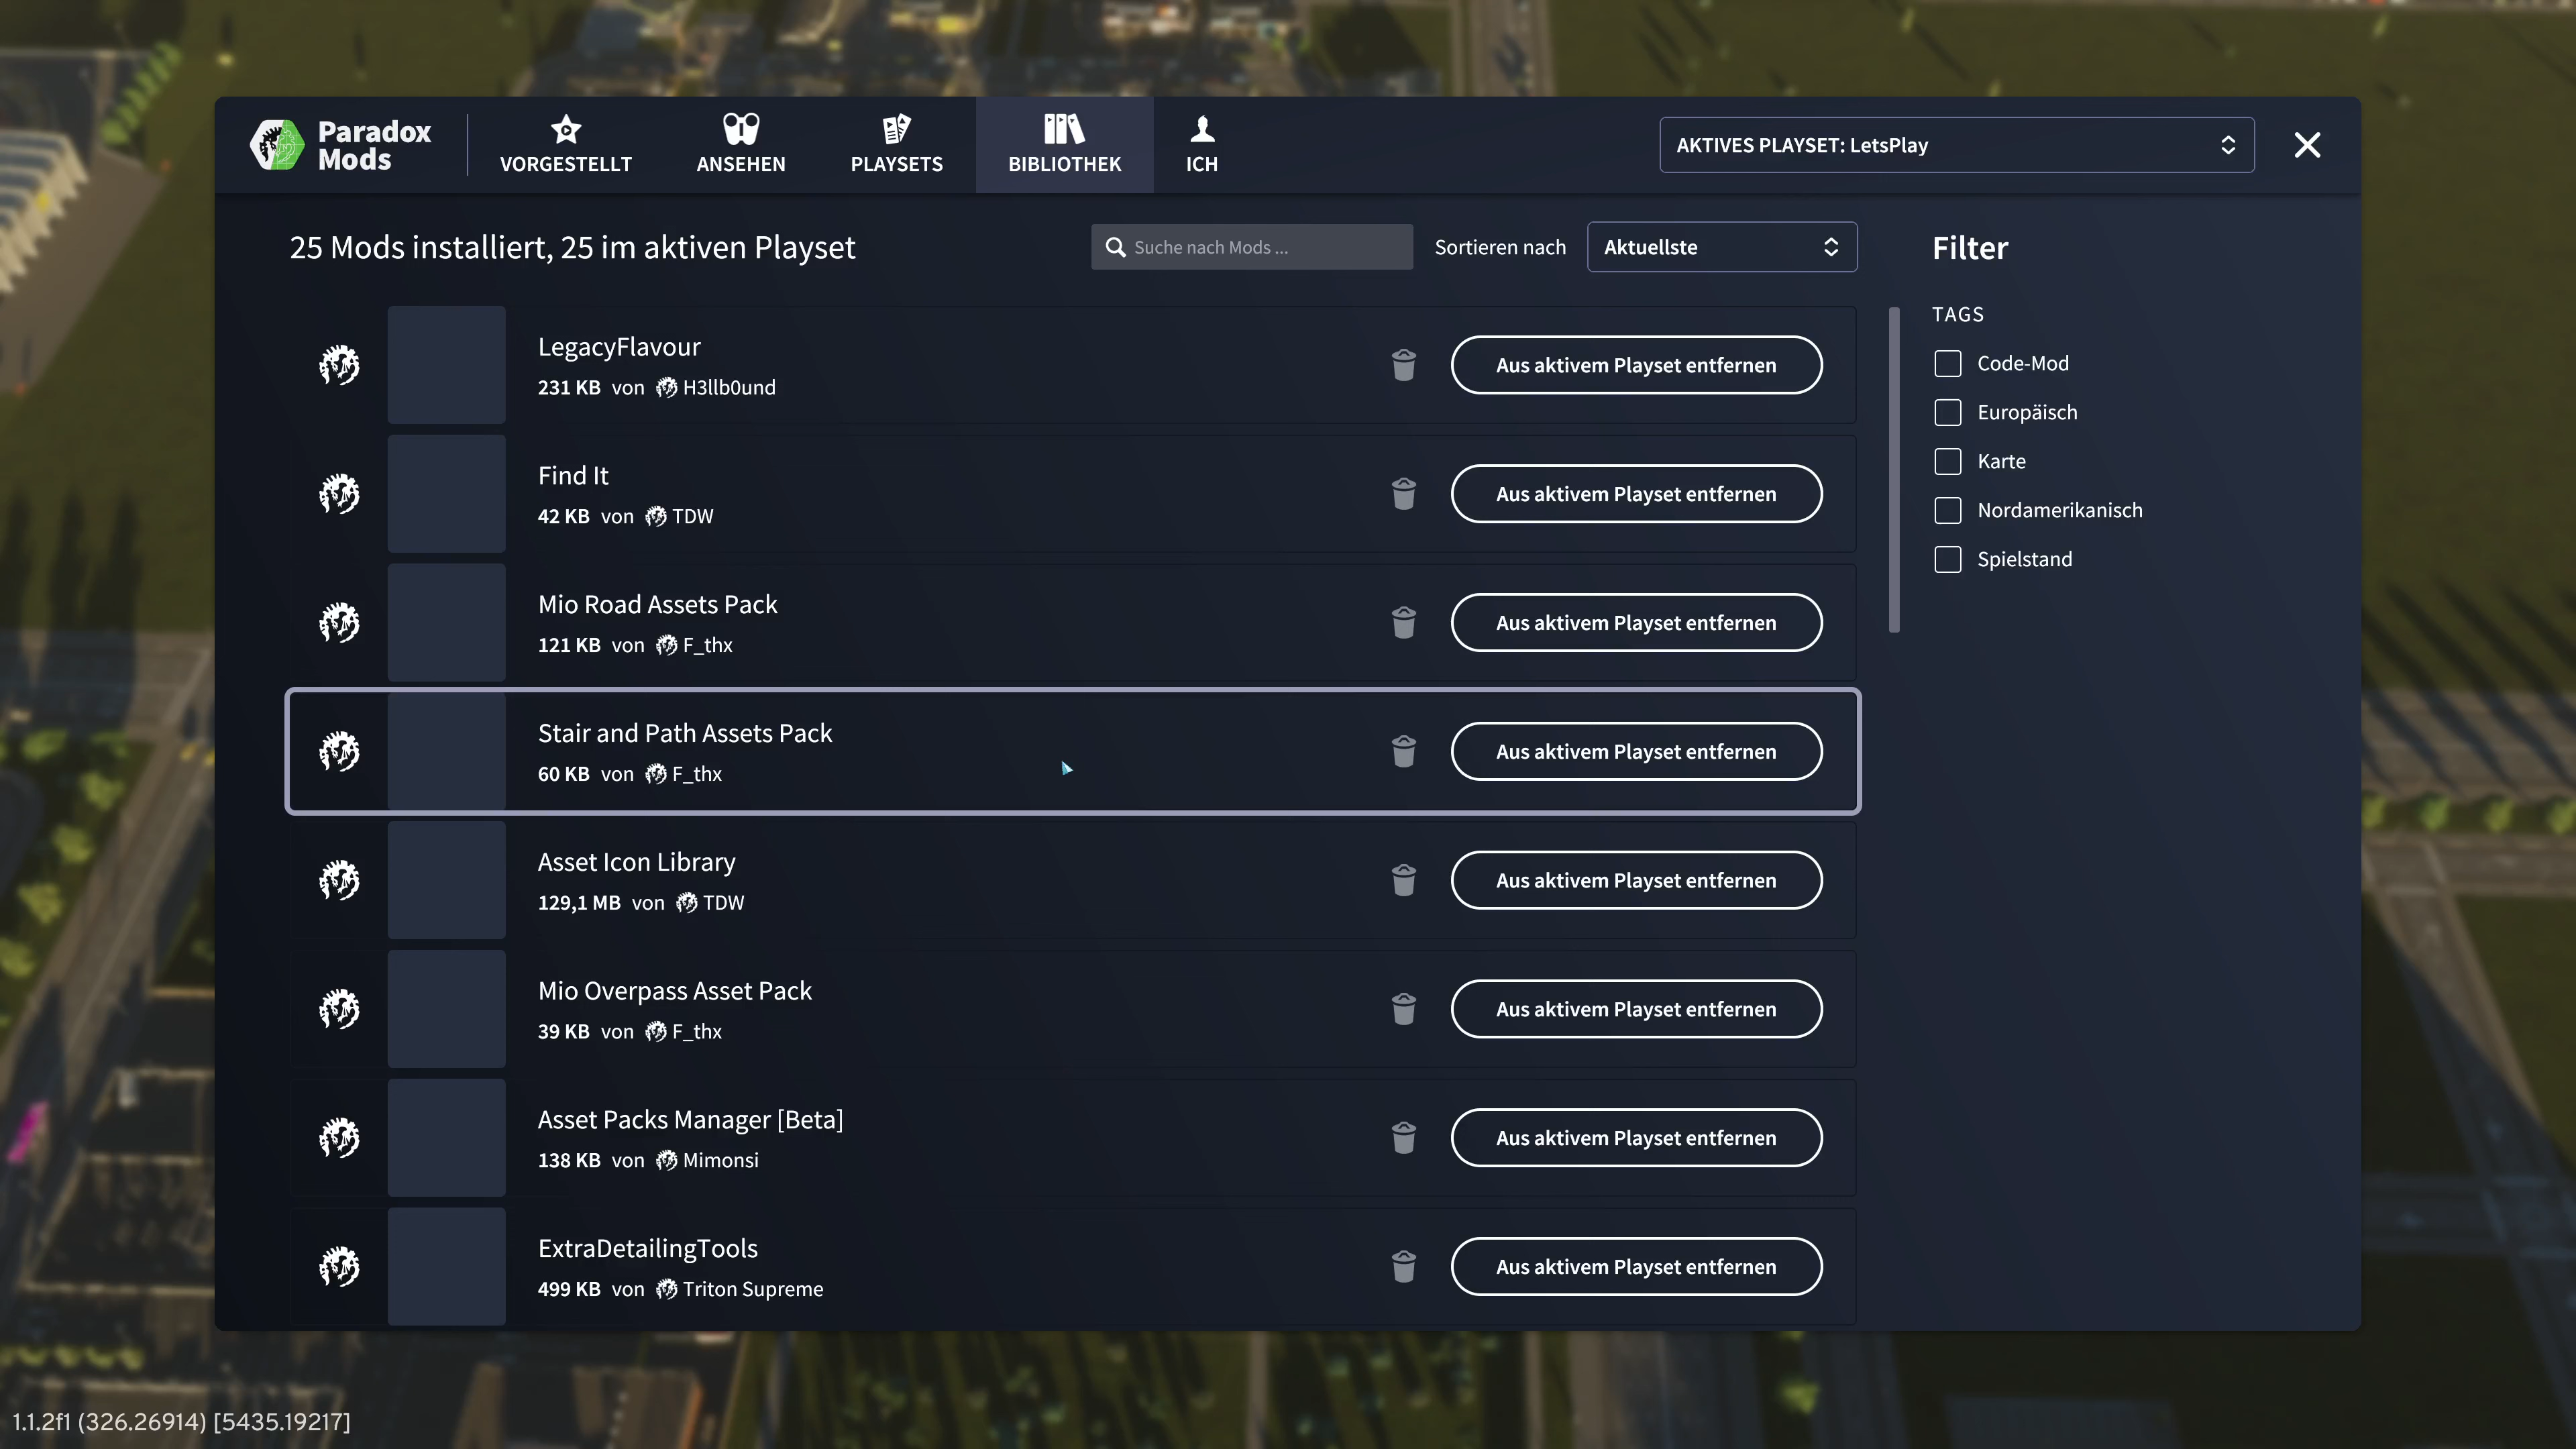 Paradox
Mods
VORGESTELLT
ANSEHEN
PLAYSETS
BIBLIOTHEK
ICH
AKTIVES PLAYSET: LetsPlay
25 Mods installiert, 25 im aktiven Playset
Suche nach Mods ...
Sortieren nach
Aktuellste
Filter
TAGS
Code-Mod
Europäisch
Karte
Nordamerikanisch
Spielstand
LegacyFlavour
231 KB von H3llb0und
Aus aktivem Playset entfernen
Find It
42 KB von TDW
Aus aktivem Playset entfernen
Mio Road Assets Pack
121 KB von F_thx
Aus aktivem Playset entfernen
Stair and Path Assets Pack
60 KB von F_thx
Aus aktivem Playset entfernen
Asset Icon Library
129,1 MB von TDW
Aus aktivem Playset entfernen
Mio Overpass Asset Pack
39 KB von F_thx
Aus aktivem Playset entfernen
Asset Packs Manager [Beta]
138 KB von Mimonsi
Aus aktivem Playset entfernen
ExtraDetailingTools
499 KB von Triton Supreme
Aus aktivem Playset entfernen
1.1.2f1 (326.26914) [5435.19217]